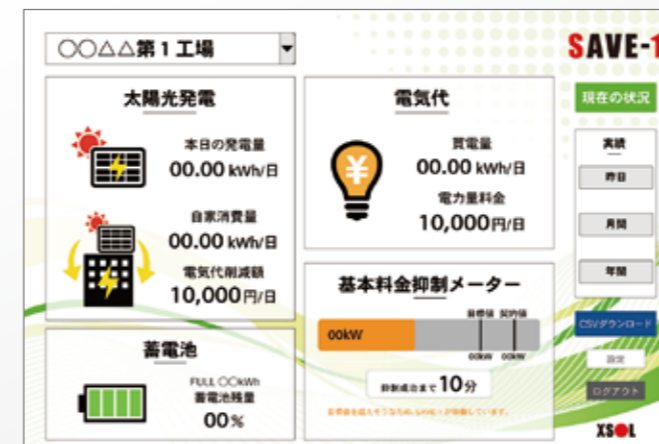 〇〇△△第1工場
SAVE-1
太陽光発電
本日の発電量
00.00 kWh/日
自家消費量
00.00 kWh/日
電気代削減額
10,000円/日
電気代
¥
買電量
00.00 kWh/日
電力量料金
10,000円/日
基本料金抑制メーター
目標値 契約値
00kW
00kW 00kW
抑制成功まで10分
蓄電池
FULL 〇〇kWh
蓄電池残量
00%
現在の状況
実績
昨日
月間
年間
CSVダウンロード
設定
ログアウト
XSOL